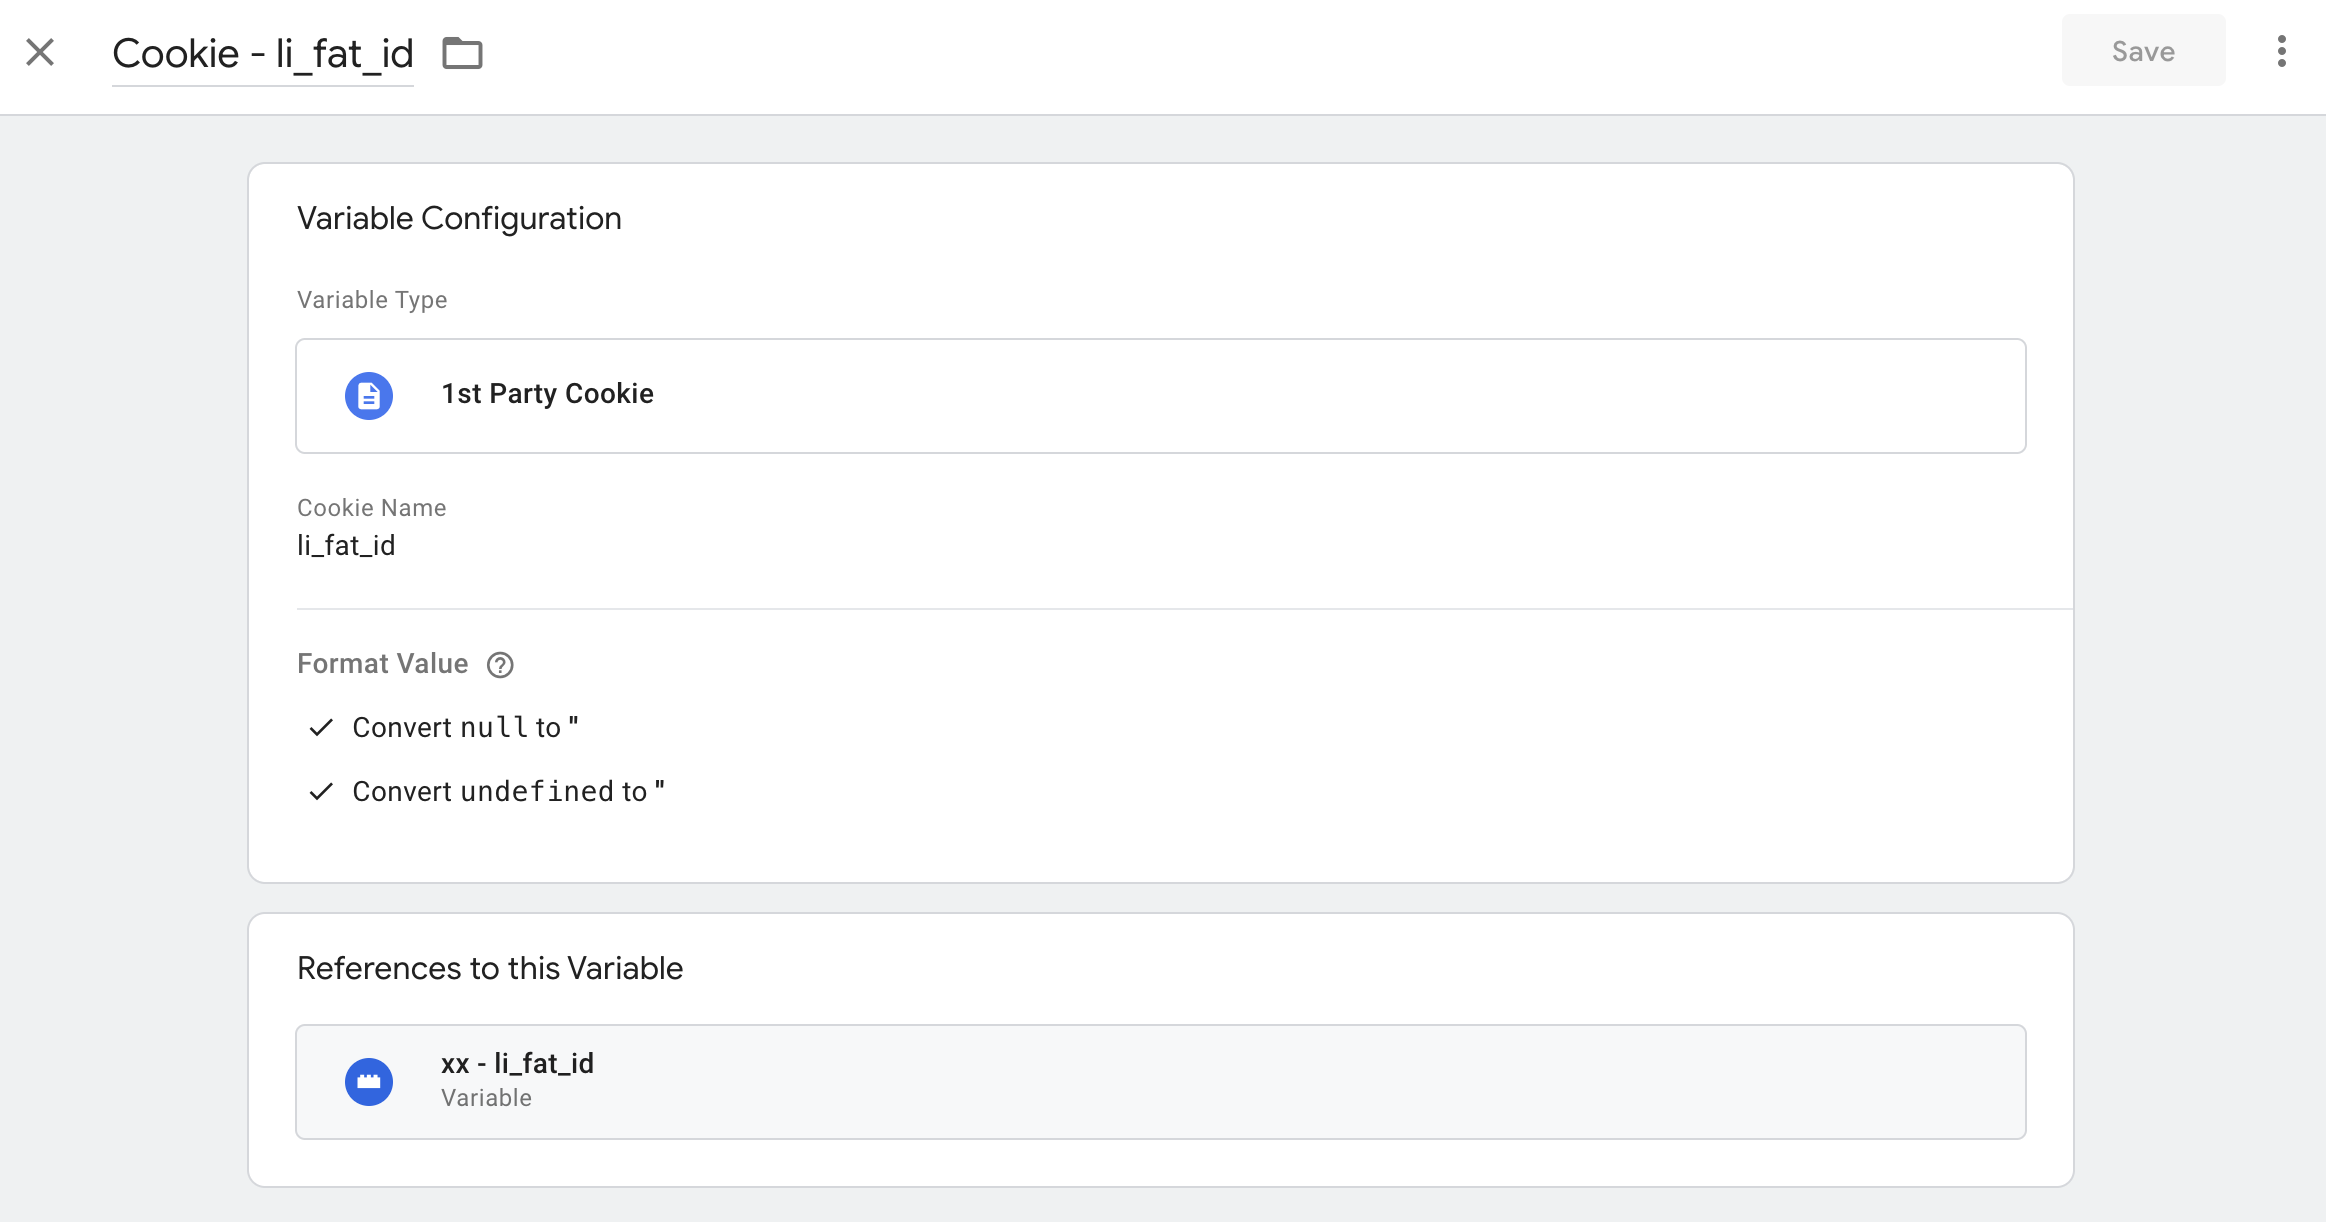 Cookie - li_fat_id
Save
Variable Configuration
Variable Type
1st Party Cookie
Cookie Name
li_fat_id
Format Value
Convert null to ''
Convert undefined to ''
References to this Variable
xx - li_fat_id
Variable